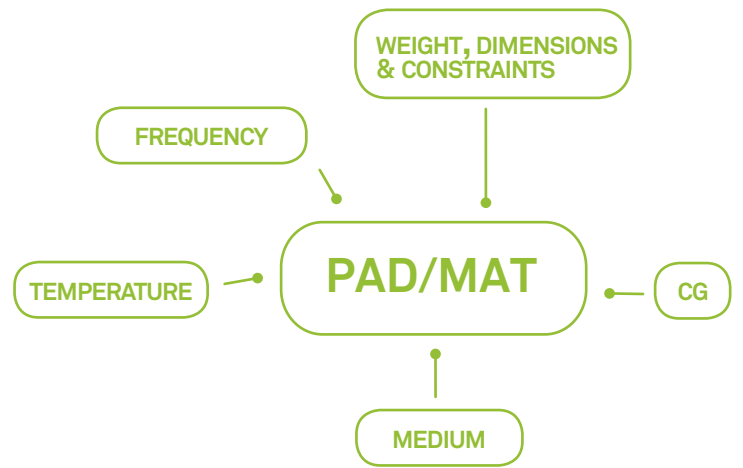 WEIGHT, DIMENSIONS
& CONSTRAINTS
FREQUENCY
PAD/MAT
TEMPERATURE
CG
MEDIUM